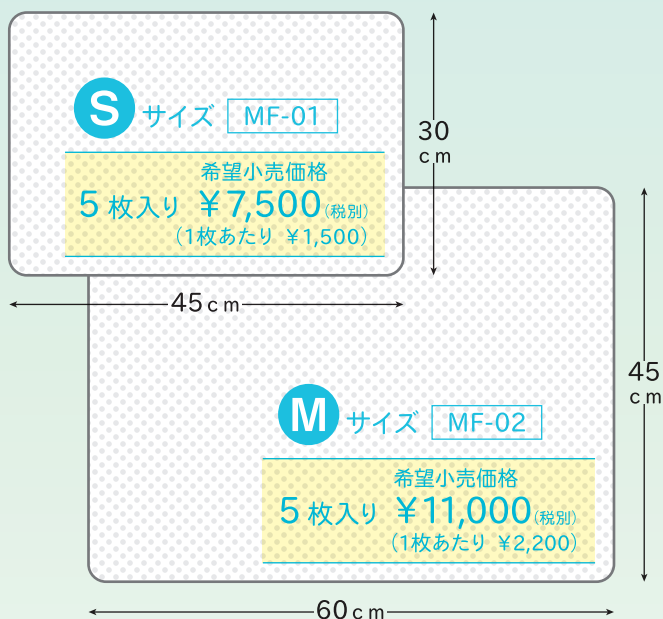 S サイズ MF-01
希望小売価格
5 枚入り ¥7,500(税別)
(1枚あたり ¥1,500)
30
cm
45cm
M サイズ MF-02
希望小売価格
5 枚入り ¥11,000(税別)
(1枚あたり ¥2,200)
45
cm
60cm